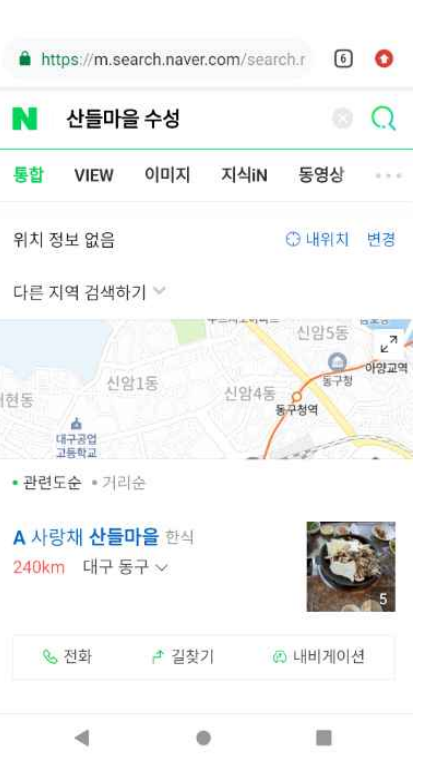 https://m.search.naver.com/search.r 6
N 산들마을 수성
통합 VIEW 이미지 지식iN 동영상
위치 정보 없음 내위치 변경
다른 지역 검색하기
신암5동
동구청 아양교역
신암1동 신암4동
동구청역
대구공업
고등학교
관련도순 거리순
A 사랑채 산들마을 한식
240km 대구 동구
5
전화 길찾기 내비게이션